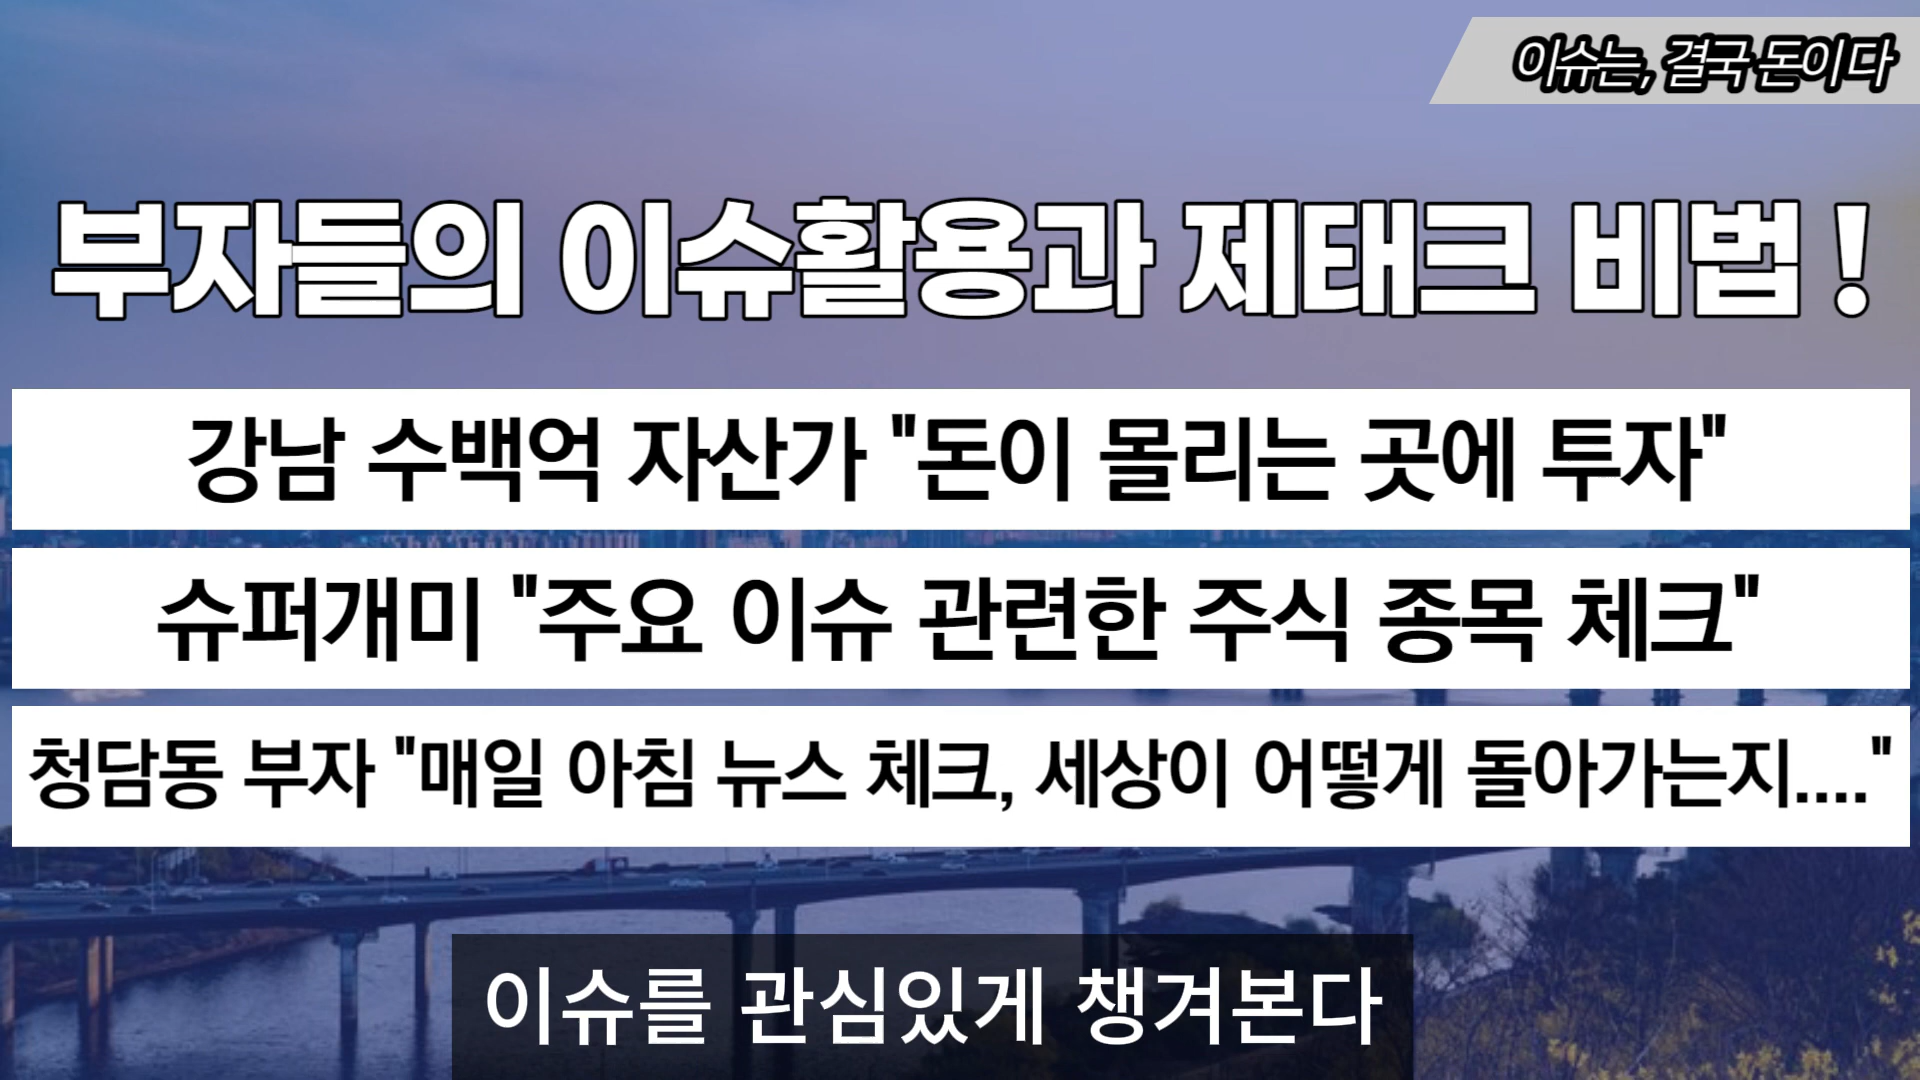 이슈는, 결국 돈이다
부자들의 이슈활용과 제태크 비법 !
강남 수백억 자산가 "돈이 몰리는 곳에 투자"
슈퍼개미 "주요 이슈 관련한 주식 종목 체크"
청담동 부자 "매일 아침 뉴스 체크, 세상이 어떻게 돌아가는지...."
이슈를 관심있게 챙겨본다